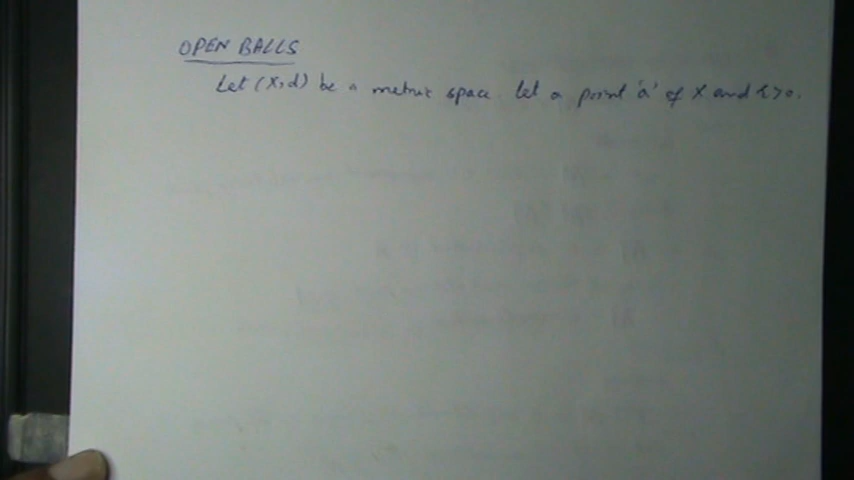 OPEN BALLS
Let (X,d) be a metric space. Let a point 'a' of X and ε>0.